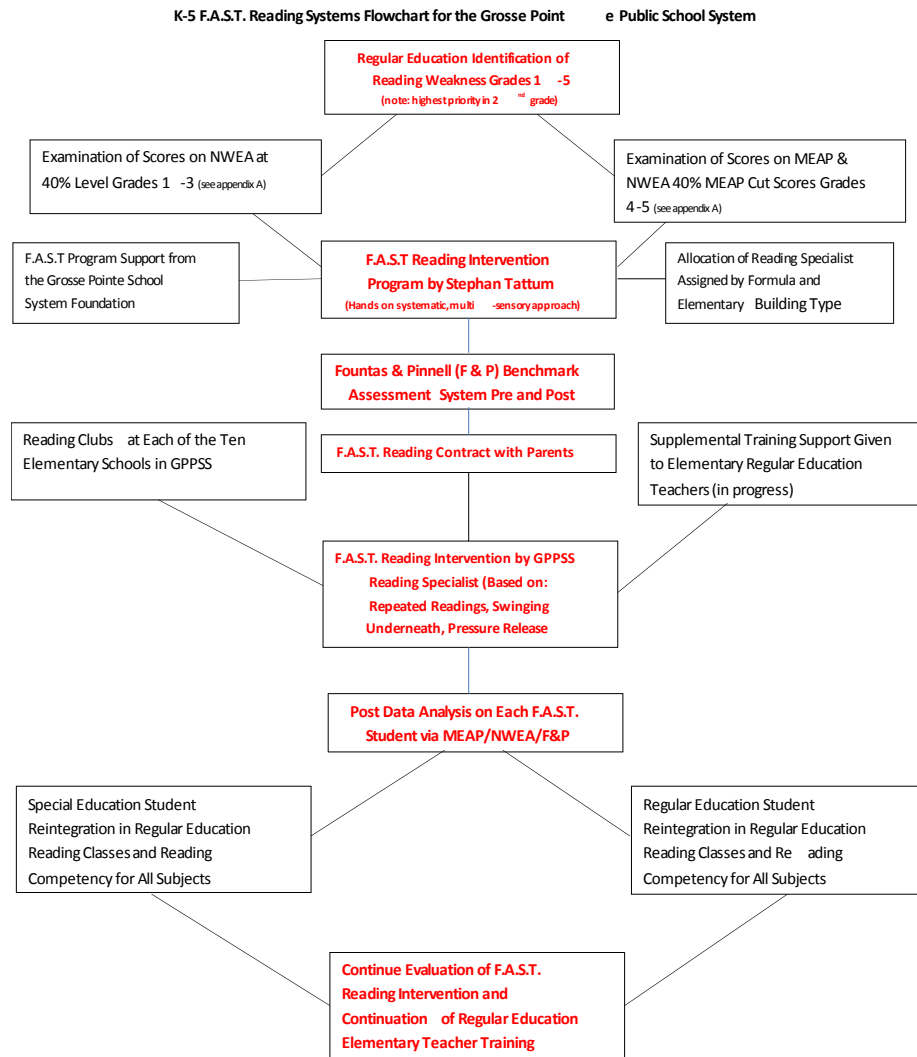 K-5 F.A.S.T. Reading Systems Flowchart for the Grosse Point e Public School System
Regular Education Identification of
Reading Weakness Grades 1 -5
(note: highest priority in 2 nd grade)
Examination of Scores on NWEA at
40% Level Grades 1 -3 (see appendix A)
Examination of Scores on MEAP &
NWEA 40% MEAP Cut Scores Grades
4 -5 (see appendix A)
F.A.S.T Program Support from
the Grosse Pointe School
System Foundation
F.A.S.T Reading Intervention
Program by Stephan Tattum
(Hands on systematic, multi -sensory approach)
Allocation of Reading Specialist
Assigned by Formula and
Elementary Building Type
Fountas & Pinnell (F & P) Benchmark
Assessment System Pre and Post
Reading Clubs at Each of the Ten
Elementary Schools in GPPSS
F.A.S.T. Reading Contract with Parents
Supplemental Training Support Given
to Elementary Regular Education
Teachers (in progress)
F.A.S.T. Reading Intervention by GPPSS
Reading Specialist (Based on:
Repeated Readings, Swinging
Underneath, Pressure Release
Post Data Analysis on Each F.A.S.T.
Student via MEAP/NWEA/F&P
Special Education Student
Reintegration in Regular Education
Reading Classes and Reading
Competency for All Subjects
Regular Education Student
Reintegration in Regular Education
Reading Classes and Re ading
Competency for All Subjects
Continue Evaluation of F.A.S.T.
Reading Intervention and
Continuation of Regular Education
Elementary Teacher Training